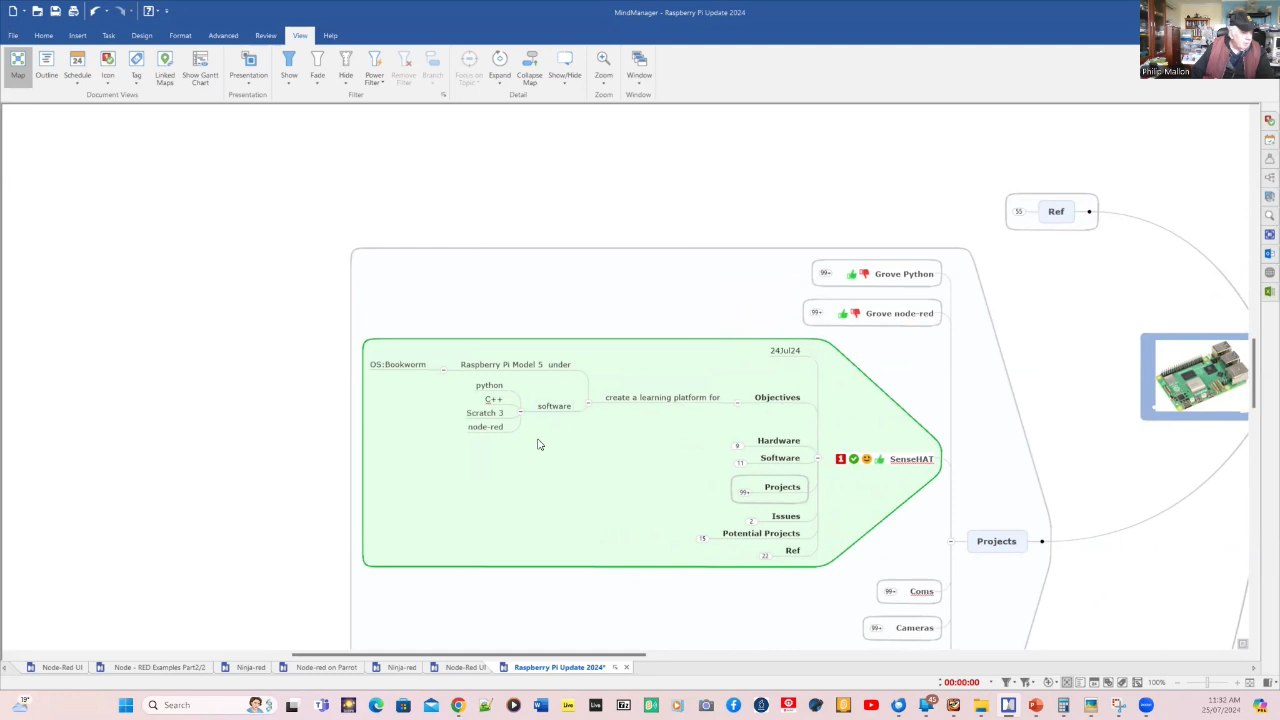 MindManager - Raspberry Pi Update 2024
File Home Insert Task Design Format Advanced Review View Help
Map Outline Schedule Icon Tag Linked Maps Show Gantt Chart Presentation Show Fade Hide Power Filter Remove Filter Branch Focus on Topic Expand Collapse Map Show/Hide Zoom Window
Document Views Presentation Filter Detail Zoom Window
Philip Mallon
55 Ref
99+ Grove Python
99+ Grove node-red
24Jul24
OS:Bookworm Raspberry Pi Model 5 under
python
C++
Scratch 3
node-red
software
create a learning platform for
Objectives
9 Hardware
11 Software
99+ Projects
2 Issues
15 Potential Projects
22 Ref
1 SenseHAT
Projects
99+ Coms
99+ Cameras
Node-Red UI Node - RED Examples Part2/2 Ninja-red Node-red on Parrot Ninja-red Node-Red UI Raspberry Pi Update 2024*
00:00:00 100%
19°
Search
45
11:32 AM
25/07/2024